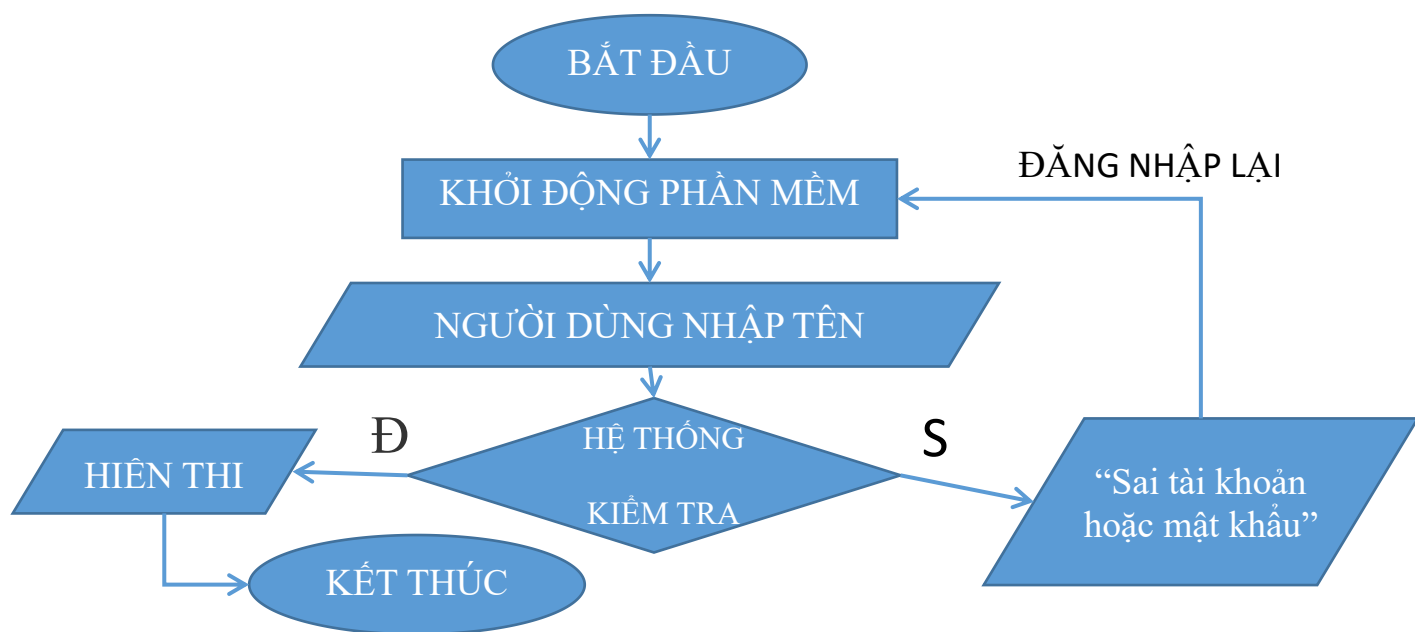 BẮT ĐẦU
ĐĂNG NHẬP LẠI
KHỞI ĐỘNG PHẦN MỀM
NGƯỜI DÙNG NHẬP TÊN
Đ
S
HỆ THỐNG
KIỂM TRA
HIÊN THI
“Sai tài khoản
hoặc mật khẩu”
KẾT THÚC